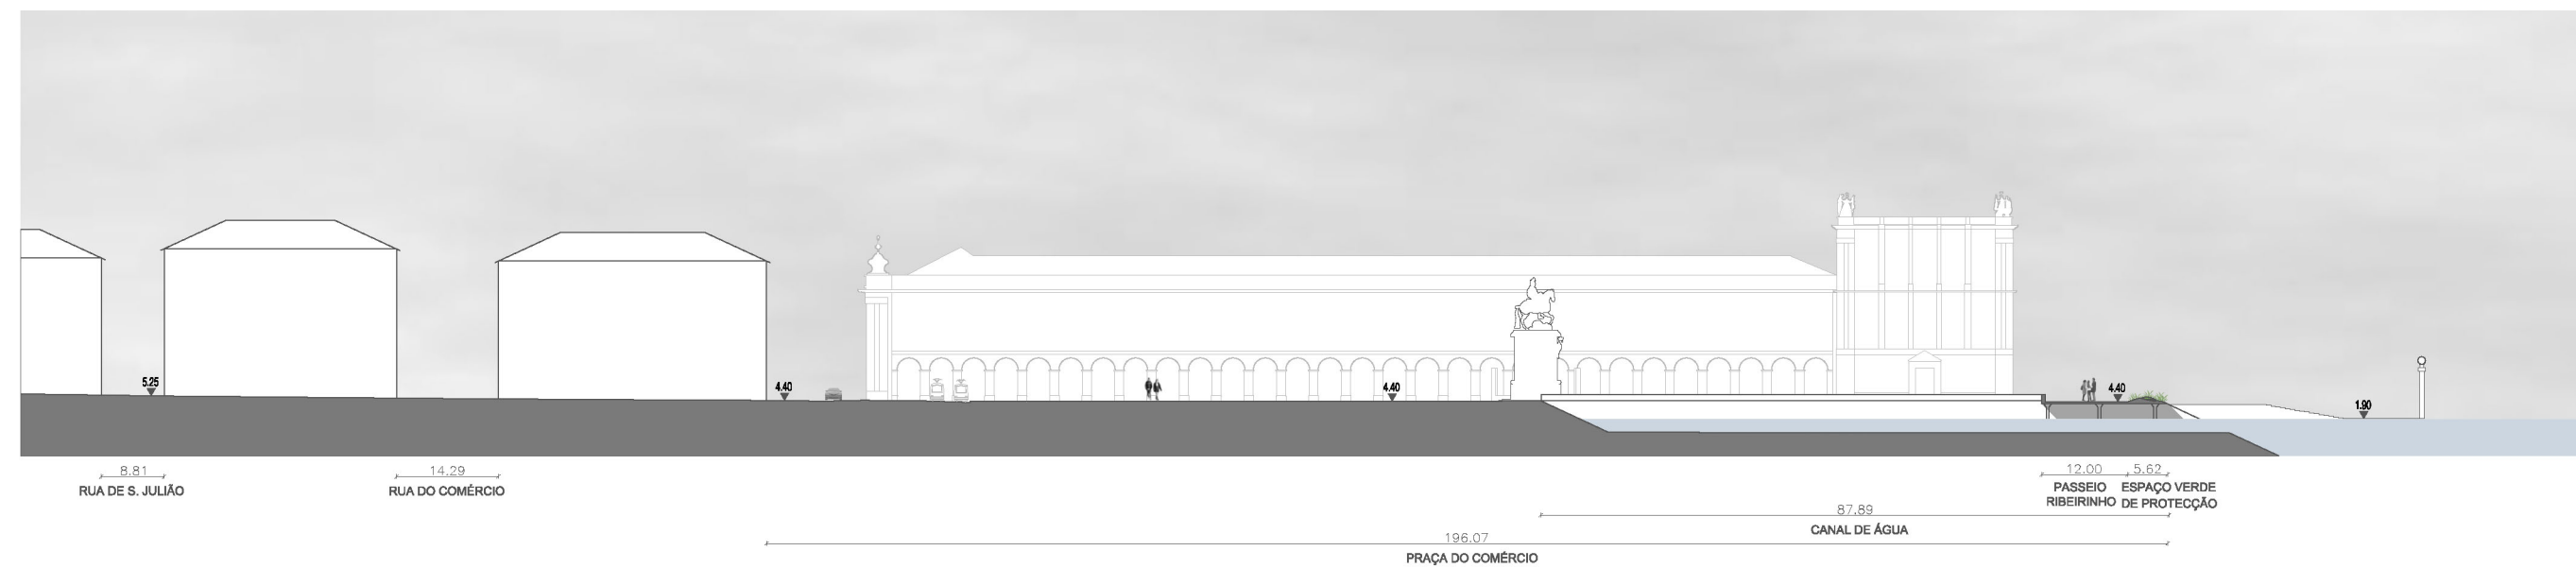 5.25
4.40
4.40
4.40
1.90
8.81
RUA DE S. JULIÃO
14.29
RUA DO COMÉRCIO
12.00
PASSEIO
RIBEIRINHO
5.62
ESPAÇO VERDE
DE PROTECÇÃO
87.89
CANAL DE ÁGUA
196.07
PRAÇA DO COMÉRCIO